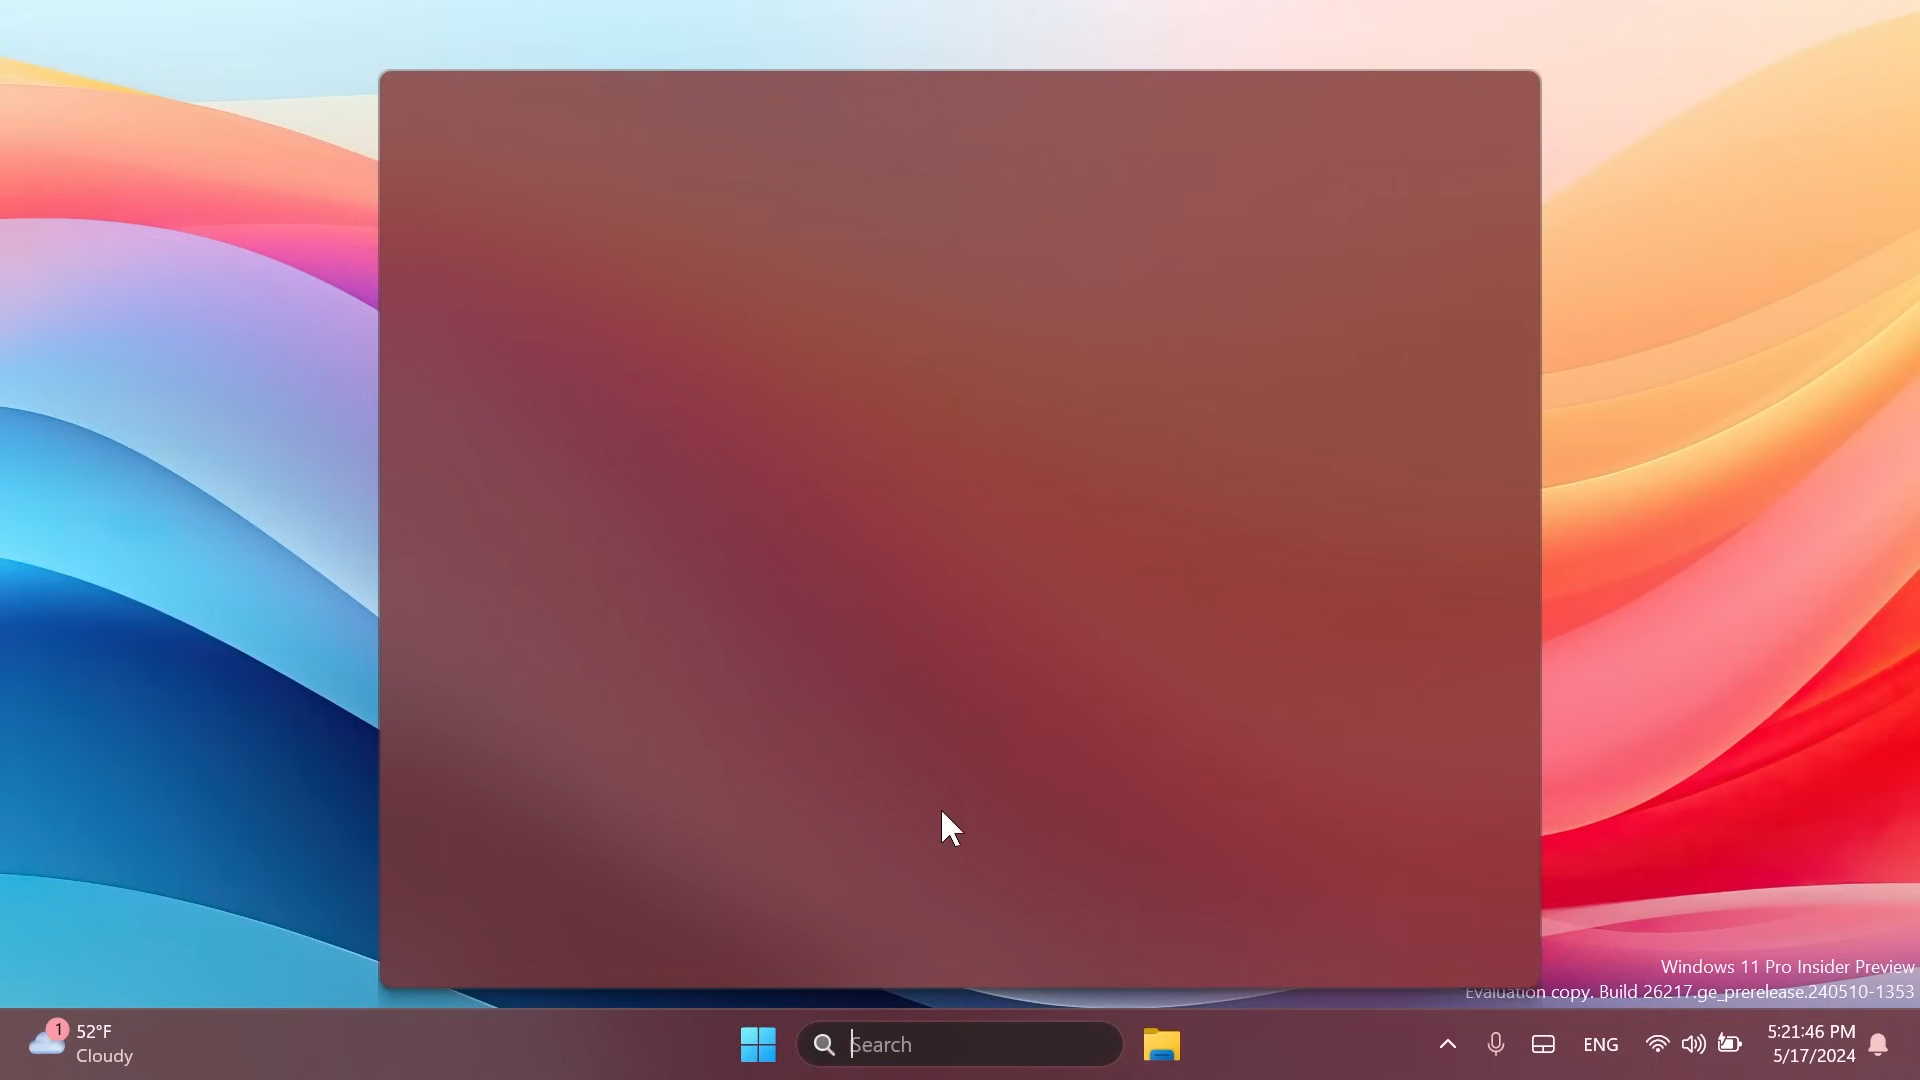 Windows 11 Pro Insider Preview
Evaluation copy. Build 26217.ge_prerelease.240510-1353
1
52°F
Cloudy
Search
ENG
5:21:46 PM
5/17/2024